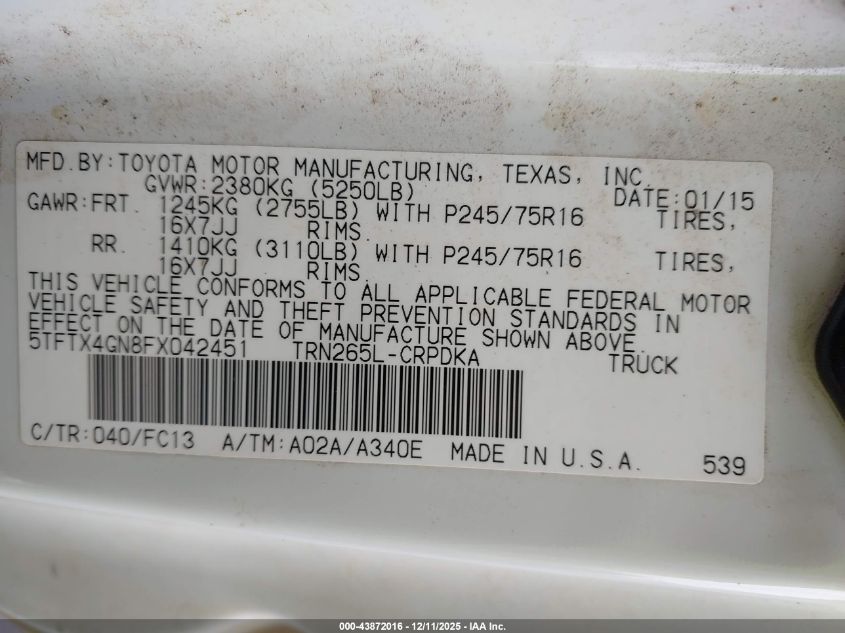 MFD.BY:TOYOTA MOTOR MANUFACTURING, TEXAS, INC.
GVWR:2380KG (5250LB) DATE:01/15
GAWR:FRT. 1245KG (2755LB) WITH P245/75R16 TIRES,
16X7JJ RIMS.
RR. 1410KG (3110LB) WITH P245/75R16 TIRES,
16X7JJ RIMS.
THIS VEHICLE CONFORMS TO ALL APPLICABLE FEDERAL MOTOR
VEHICLE SAFETY AND THEFT PREVENTION STANDARDS IN
EFFECT ON THE DATE OF MANUFACTURE SHOWN ABOVE.
5TFTX4GN8FX042451 TRN265L-CRPDKA TRUCK
C/TR:040/FC13 A/TM:A02A/A340E MADE IN U.S.A. 539
000-43872016 - 12/11/2025 - IAA Inc.